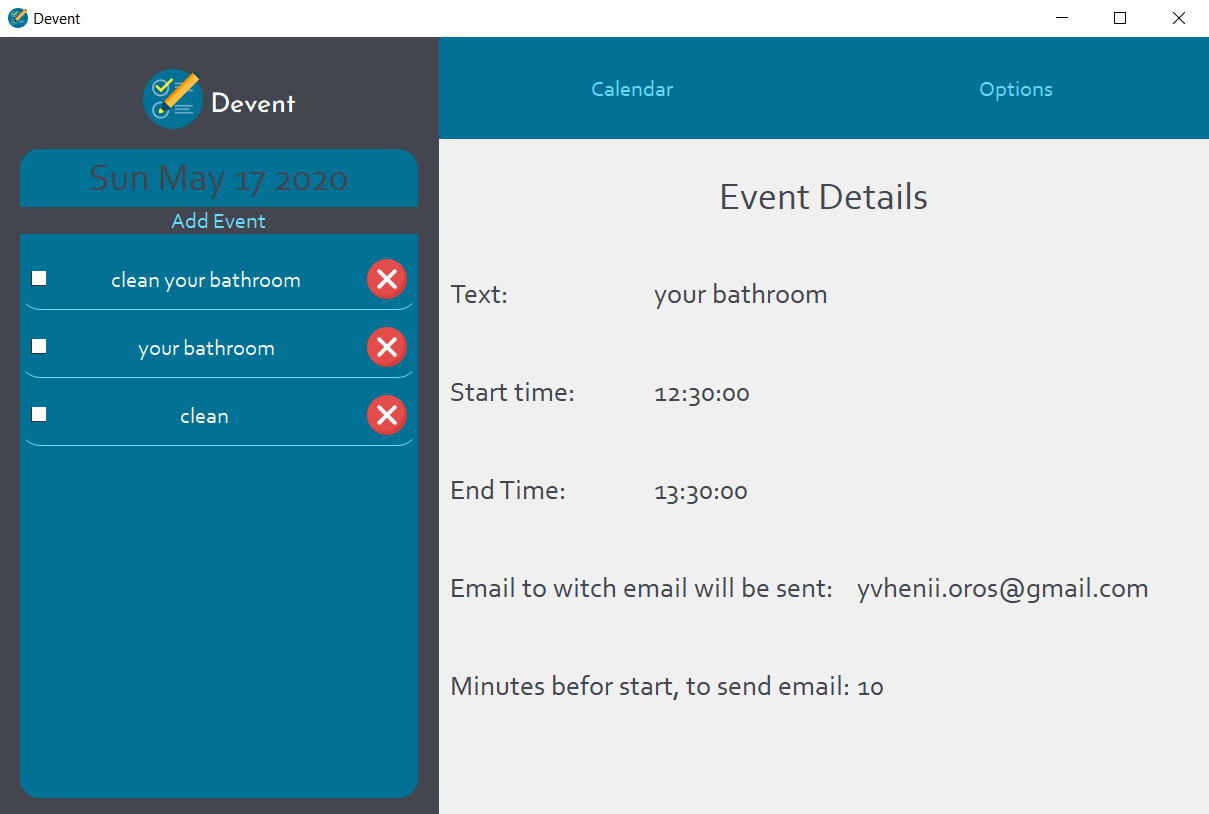 Devent
Devent
Sun May 17 2020
Add Event
clean your bathroom
your bathroom
clean
Calendar
Options
Event Details
Text: your bathroom
Start time: 12:30:00
End Time: 13:30:00
Email to witch email will be sent: yvhenii.oros@gmail.com
Minutes befor start, to send email: 10